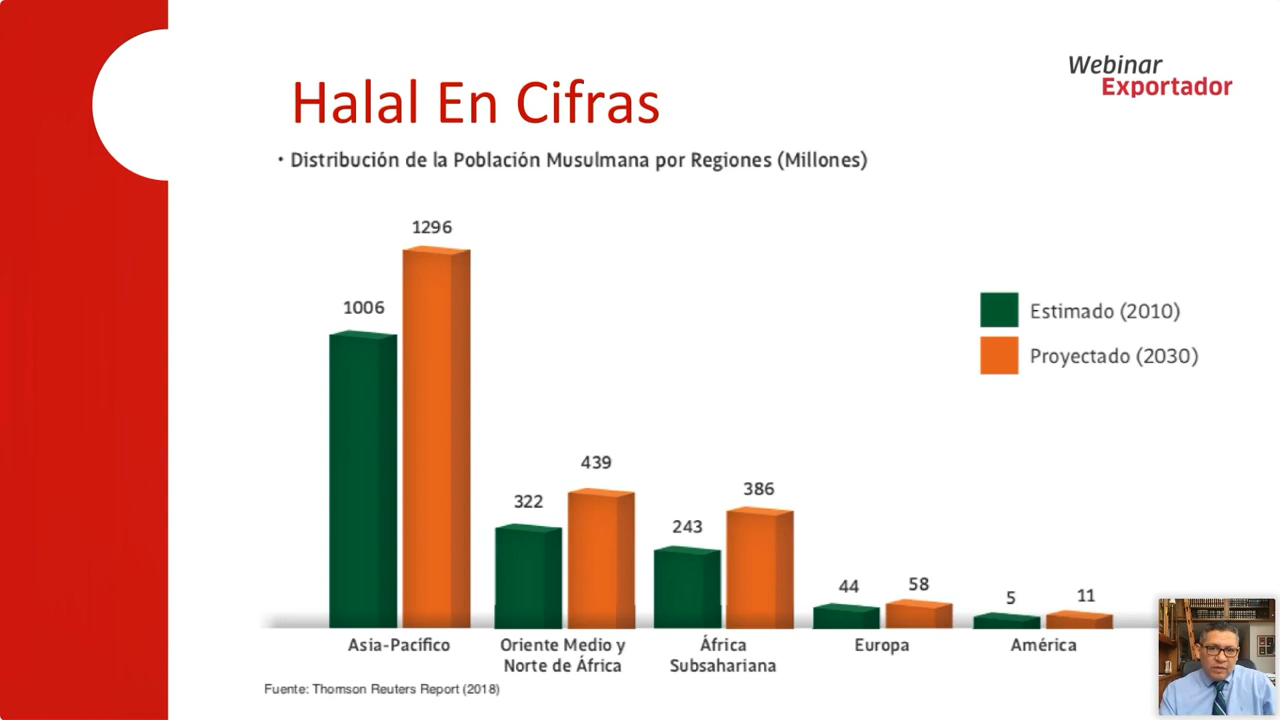 Halal En Cifras
Webinar
Exportador
• Distribución de la Población Musulmana por Regiones (Millones)
1296
1006
Estimado (2010)
Proyectado (2030)
439
322
386
243
44
58
5
11
Asia-Pacífico
Oriente Medio y
Norte de África
África
Subsahariana
Europa
América
Fuente: Thomson Reuters Report (2018)